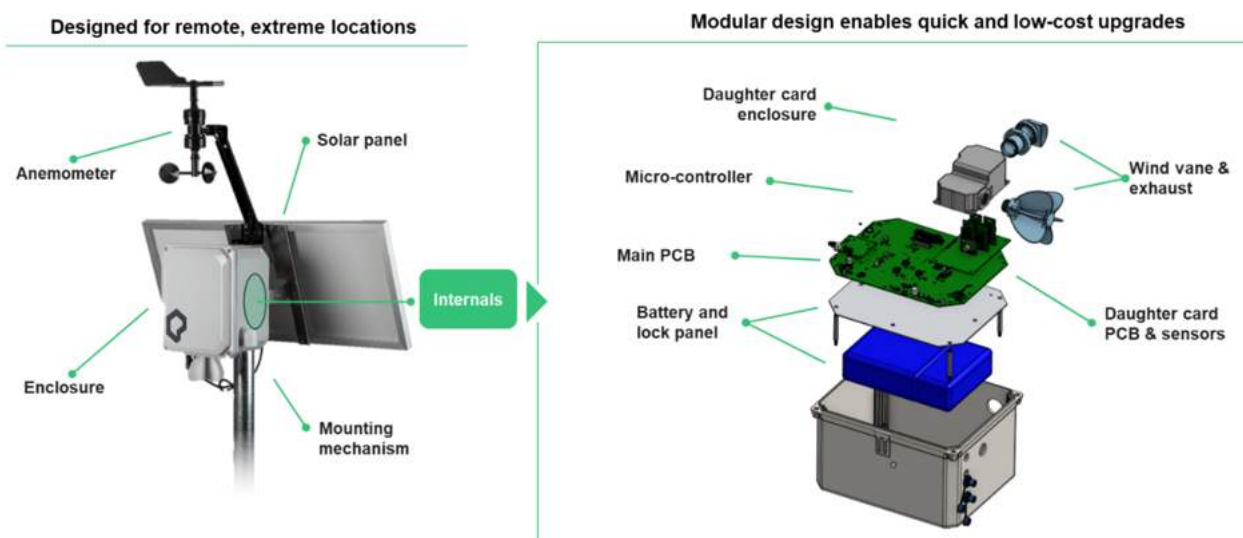 Designed for remote, extreme locations
Modular design enables quick and low-cost upgrades
Anemometer
Solar panel
Enclosure
Mounting
mechanism
Internals
Daughter card
enclosure
Micro-controller
Main PCB
Battery and
lock panel
Wind vane &
exhaust
Daughter card
PCB & sensors